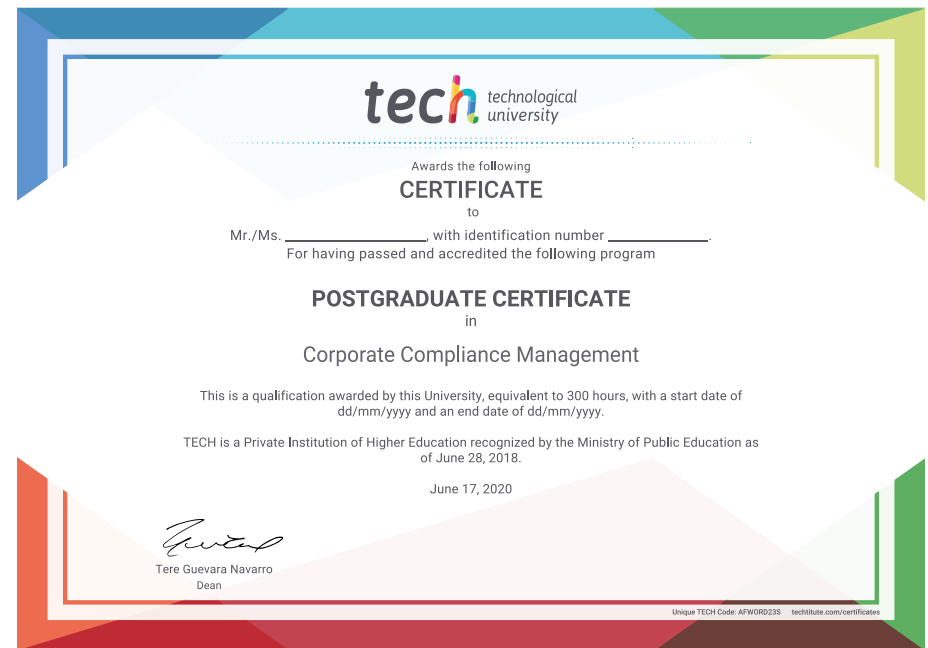 tech technological
university
Awards the following
CERTIFICATE
to
Mr./Ms. ____________________, with identification number ______________.
For having passed and accredited the following program
POSTGRADUATE CERTIFICATE
in
Corporate Compliance Management
This is a qualification awarded by this University, equivalent to 300 hours, with a start date of
dd/mm/yyyy and an end date of dd/mm/yyyy.
TECH is a Private Institution of Higher Education recognized by the Ministry of Public Education as
of June 28, 2018.
June 17, 2020
Tere Guevara Navarro
Dean
Unique TECH Code: AFWORD23S techtitute.com/certificates